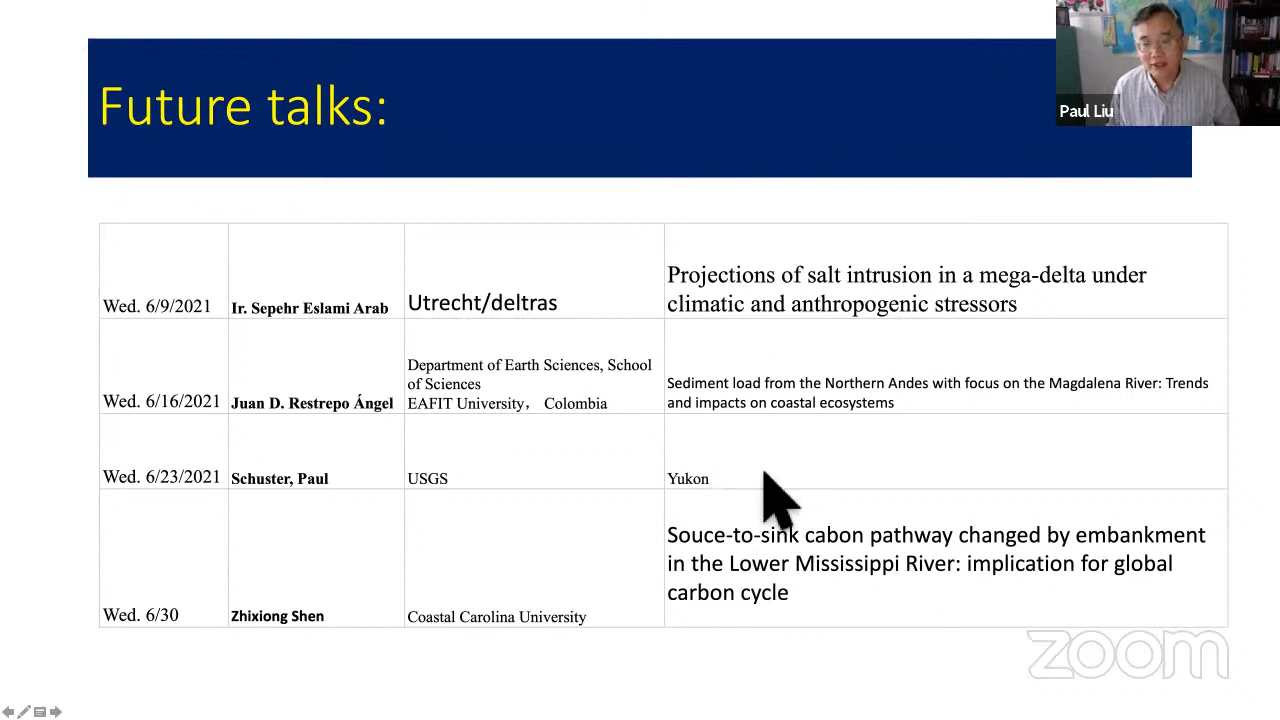 Future talks:
Paul Liu
Wed. 6/9/2021 Ir. Sepehr Eslami Arab Utrecht/deltras Projections of salt intrusion in a mega-delta under
climatic and anthropogenic stressors
Wed. 6/16/2021 Juan D. Restrepo Ángel Department of Earth Sciences, School
of Sciences
EAFIT University， Colombia
Sediment load from the Northern Andes with focus on the Magdalena River: Trends
and impacts on coastal ecosystems
Wed. 6/23/2021 Schuster, Paul USGS Yukon
Wed. 6/30 Zhixiong Shen Coastal Carolina University
Souce-to-sink cabon pathway changed by embankment
in the Lower Mississippi River: implication for global
carbon cycle
zoom